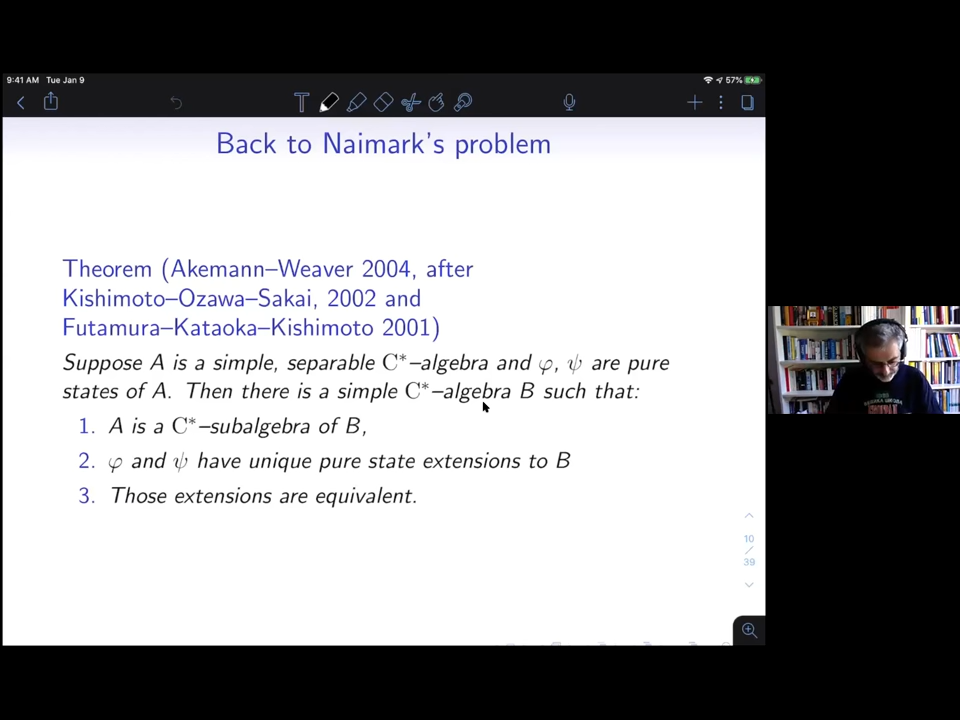 9:41 AM Tue Jan 9
57%
Back to Naimark's problem
Theorem (Akemann–Weaver 2004, after
Kishimoto–Ozawa–Sakai, 2002 and
Futamura–Kataoka–Kishimoto 2001)
Suppose A is a simple, separable C*–algebra and φ, ψ are pure
states of A. Then there is a simple C*–algebra B such that:
1. A is a C*–subalgebra of B,
2. φ and ψ have unique pure state extensions to B
3. Those extensions are equivalent.
10
/
39